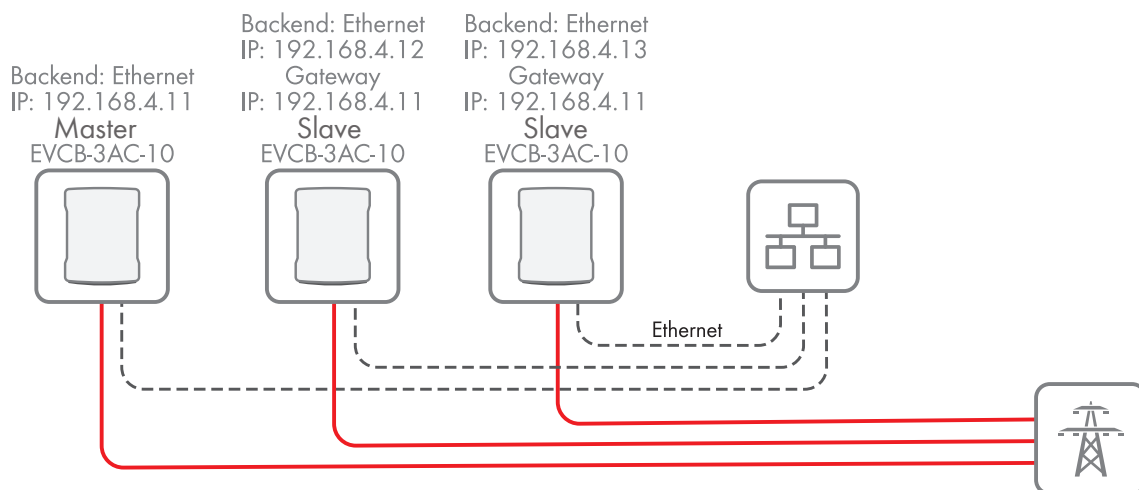 Backend: Ethernet
IP: 192.168.4.11
Master
EVCB-3AC-10
Backend: Ethernet
IP: 192.168.4.12
Gateway
IP: 192.168.4.11
Slave
EVCB-3AC-10
Backend: Ethernet
IP: 192.168.4.13
Gateway
IP: 192.168.4.11
Slave
EVCB-3AC-10
Ethernet